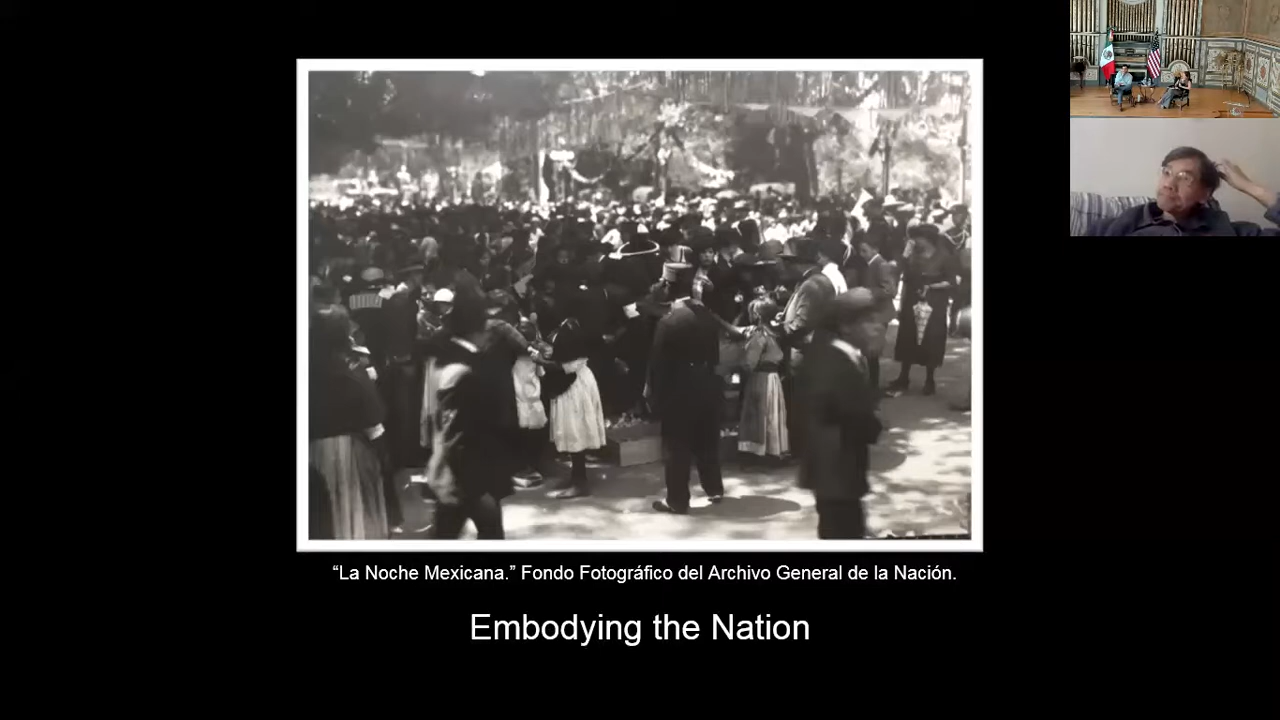 “La Noche Mexicana.” Fondo Fotográfico del Archivo General de la Nación.
Embodying the Nation